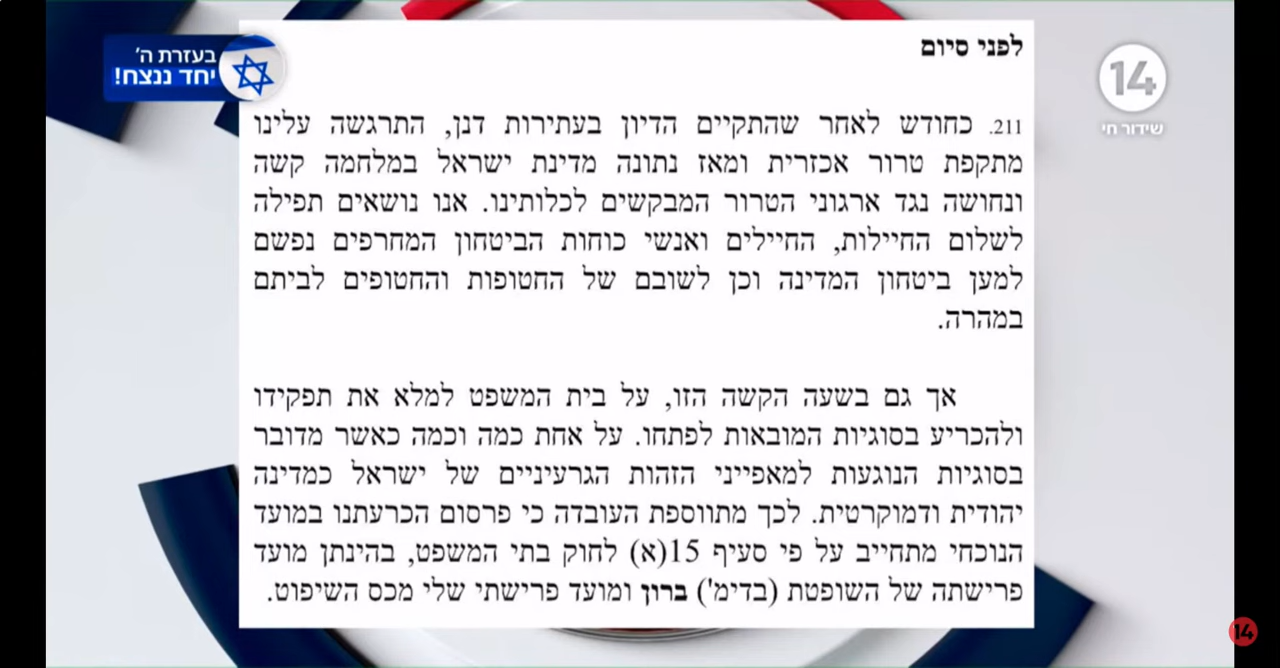 בעזרת ה'
יחד ננצח!
14
שידור חי
לפני סיום
211. כחודש לאחר שהתקיים הדיון בעתירות דנן, התרגשה עלינו
מתקפת טרור אכזרית ומאז נתונה מדינת ישראל במלחמה קשה
ונחושה נגד ארגוני הטרור המבקשים לכלותינו. אנו נושאים תפילה
לשלום החיילות, החיילים ואנשי כוחות הביטחון המחרפים נפשם
למען ביטחון המדינה וכן לשובם של החטופות והחטופים לביתם
במהרה.
אך גם בשעה הקשה הזו, על בית המשפט למלא את תפקידו
ולהכריע בסוגיות המובאות לפתחו. על אחת כמה וכמה כאשר מדובר
בסוגיות הנוגעות למאפייני הזהות הגרעיניים של ישראל כמדינה
יהודית ודמוקרטית. לכך מתווספת העובדה כי פרסום הכרעתנו במועד
הנוכחי מתחייב על פי סעיף 15(א) לחוק בתי המשפט, בהינתן מועד
פרישתה של השופטת (בדימ') ברון ומועד פרישתי שלי מכס השיפוט.
14